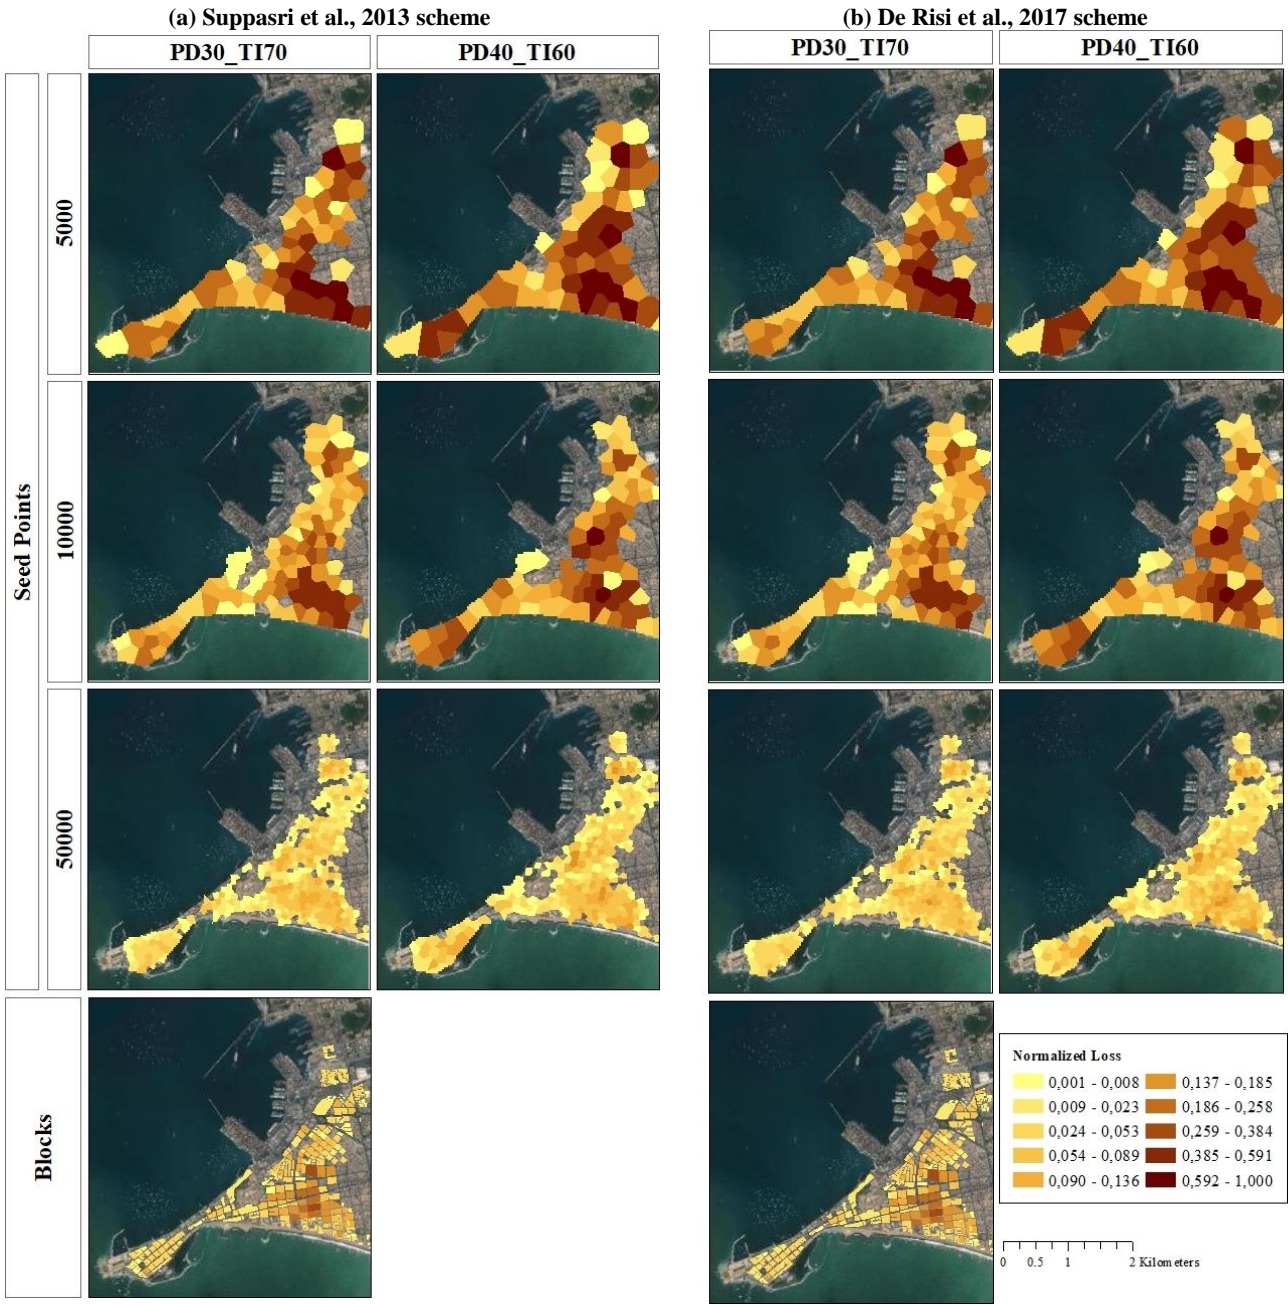 (a) Suppasri et al., 2013 scheme
(b) De Risi et al., 2017 scheme
PD30_TI70
PD40_TI60
PD30_TI70
PD40_TI60
Seed Points
5000
10000
50000
Blocks
Normalized Loss
0,001 - 0,008
0,137 - 0,185
0,009 - 0,023
0,186 - 0,258
0,024 - 0,053
0,259 - 0,384
0,054 - 0,089
0,385 - 0,591
0,090 - 0,136
0,592 - 1,000
0 0.5 1 2 Kilometers